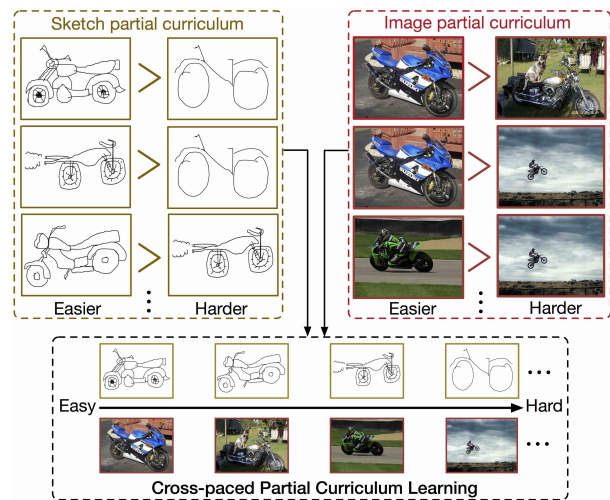 Sketch partial curriculum
Image partial curriculum
Easier
Harder
Easier
Harder
Easy
Hard
Cross-paced Partial Curriculum Learning